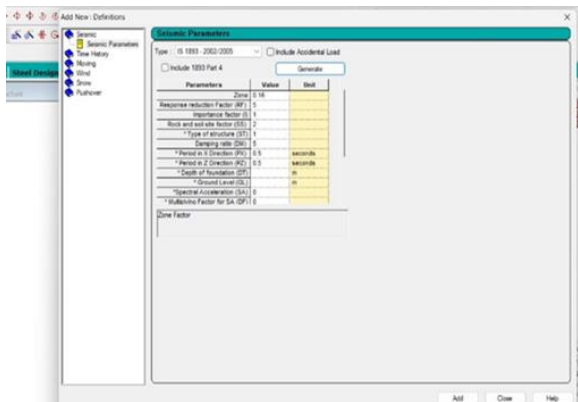 Add New : Definitions
Seismic
Seismic Parameters
Time History
Moving
Wind
Snow
Pushover
Steel Design
Seismic Parameters
Type : IS 1893 - 2002/2005 Include Accidental Load
Include 1893 Part 4 Generate
Parameters Value Unit
Zone 0.16
Response reduction Factor (RF) 5
Importance factor (I) 1
Rock and soil site factor (SS) 2
* Type of structure (ST) 1
Damping ratio (DM) 5
* Period in X Direction (PX) 0.5 seconds
* Period in Z Direction (PZ) 0.5 seconds
* Depth of foundation (DT) m
* Ground Level (GL) m
*Spectral Acceleration (SA) 0
* Multiplying Factor for SA (DF) 0
Zone Factor
Add Close Help